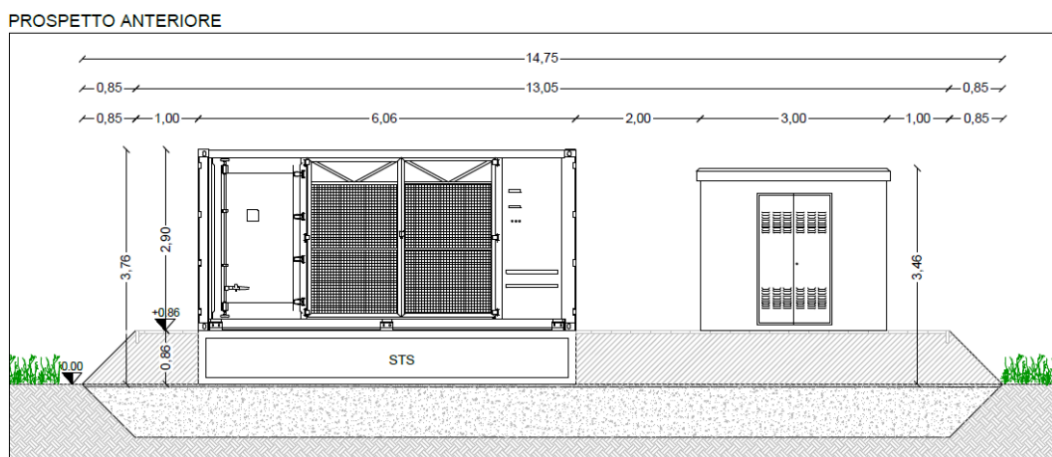 PROSPETTO ANTERIORE
14,75
0,85 13,05 0,85
0,85 1,00 6,06 2,00 3,00 1,00 0,85
3,76
2,90
3,46
+0.86
0,86
STS
±0.00